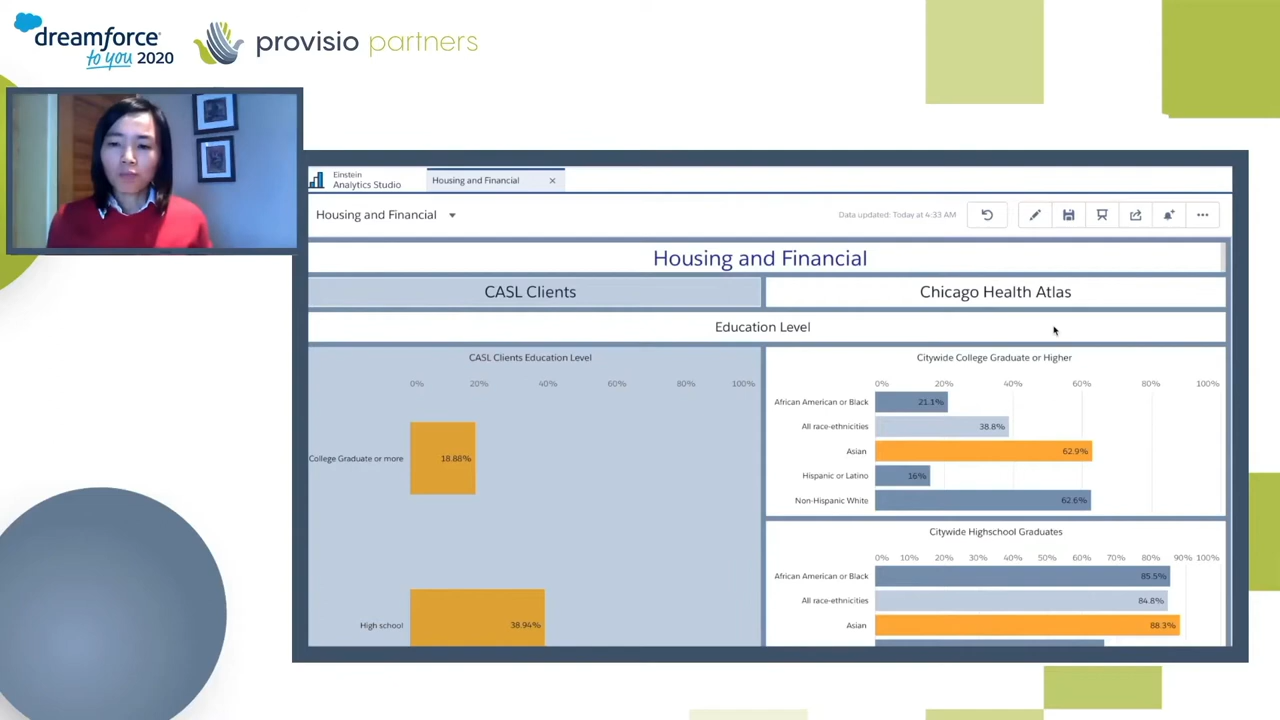 dreamforce
to you 2020
provisio partners
Einstein
Analytics Studio
Housing and Financial
Housing and Financial
Data updated: Today at 4:33 AM
Housing and Financial
CASL Clients
Chicago Health Atlas
Education Level
CASL Clients Education Level
0% 20% 40% 60% 80% 100%
College Graduate or more 18.88%
High school 38.94%
Citywide College Graduate or Higher
0% 20% 40% 60% 80% 100%
African American or Black 21.1%
All race-ethnicities 38.8%
Asian 62.9%
Hispanic or Latino 16%
Non-Hispanic White 62.6%
Citywide Highschool Graduates
0% 10% 20% 30% 40% 50% 60% 70% 80% 90% 100%
African American or Black 85.5%
All race-ethnicities 84.8%
Asian 88.3%